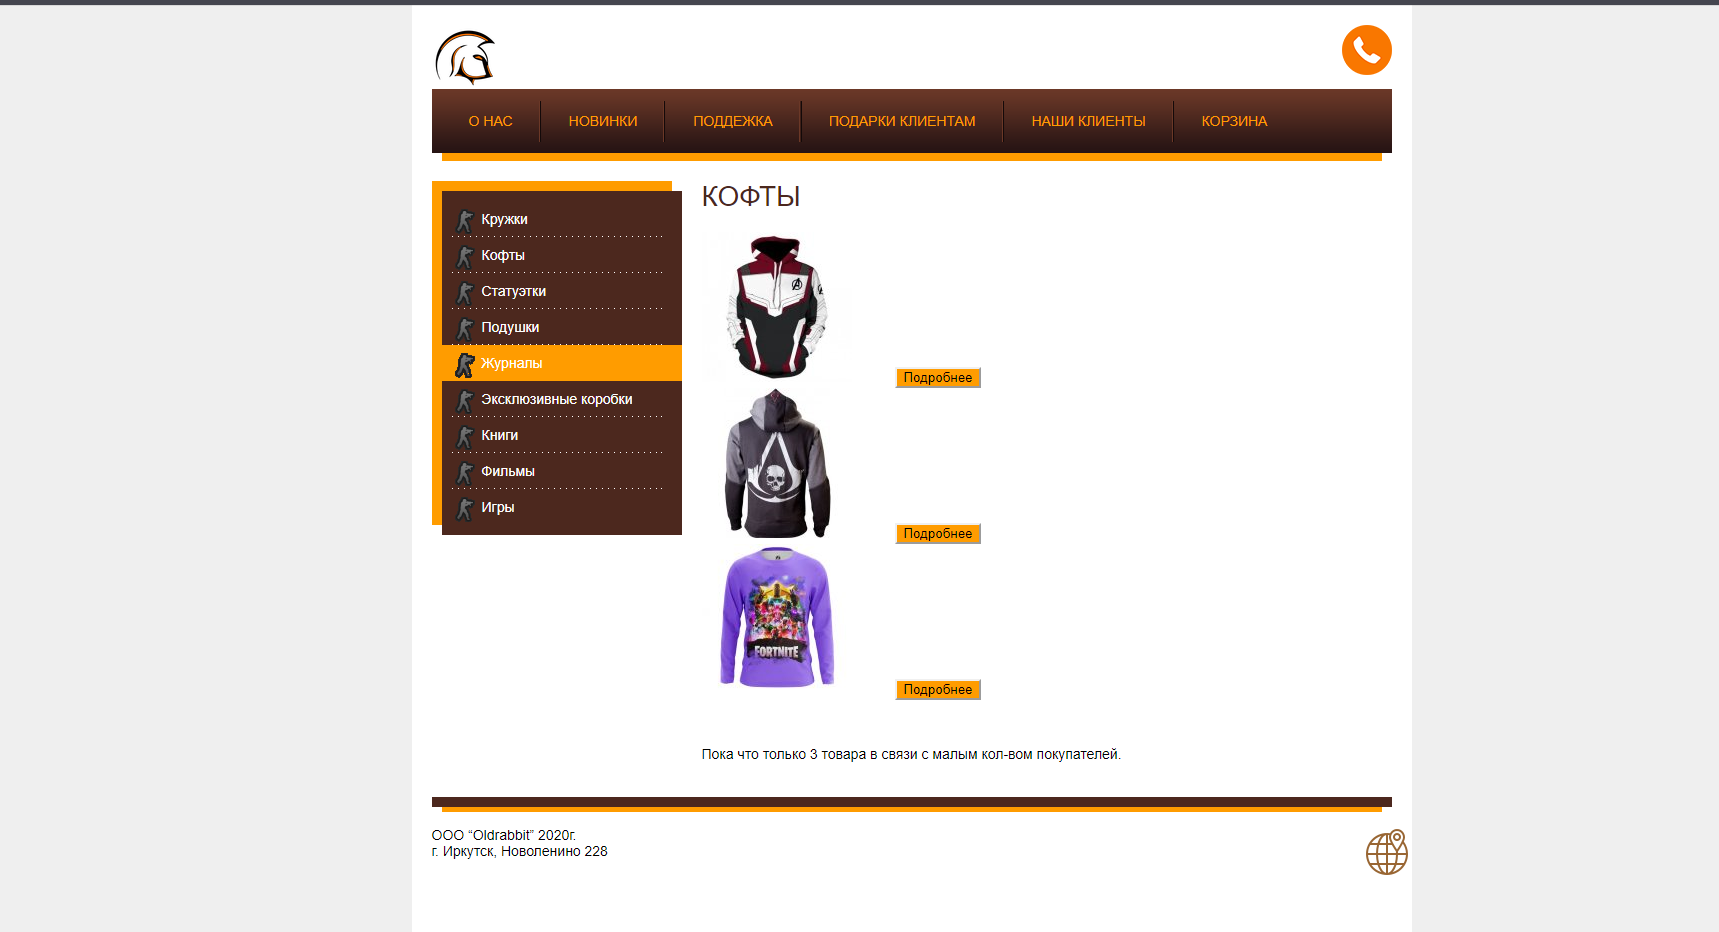 О НАС
НОВИНКИ
ПОДДЕЖКА
ПОДАРКИ КЛИЕНТАМ
НАШИ КЛИЕНТЫ
КОРЗИНА
Кружки
Кофты
Статуэтки
Подушки
Журналы
Эксклюзивные коробки
Книги
Фильмы
Игры
КОФТЫ
Подробнее
Подробнее
FORTNITE
Подробнее
Пока что только 3 товара в связи с малым кол-вом покупателей.
ООО “Oldrabbit” 2020г.
г. Иркутск, Новоленино 228